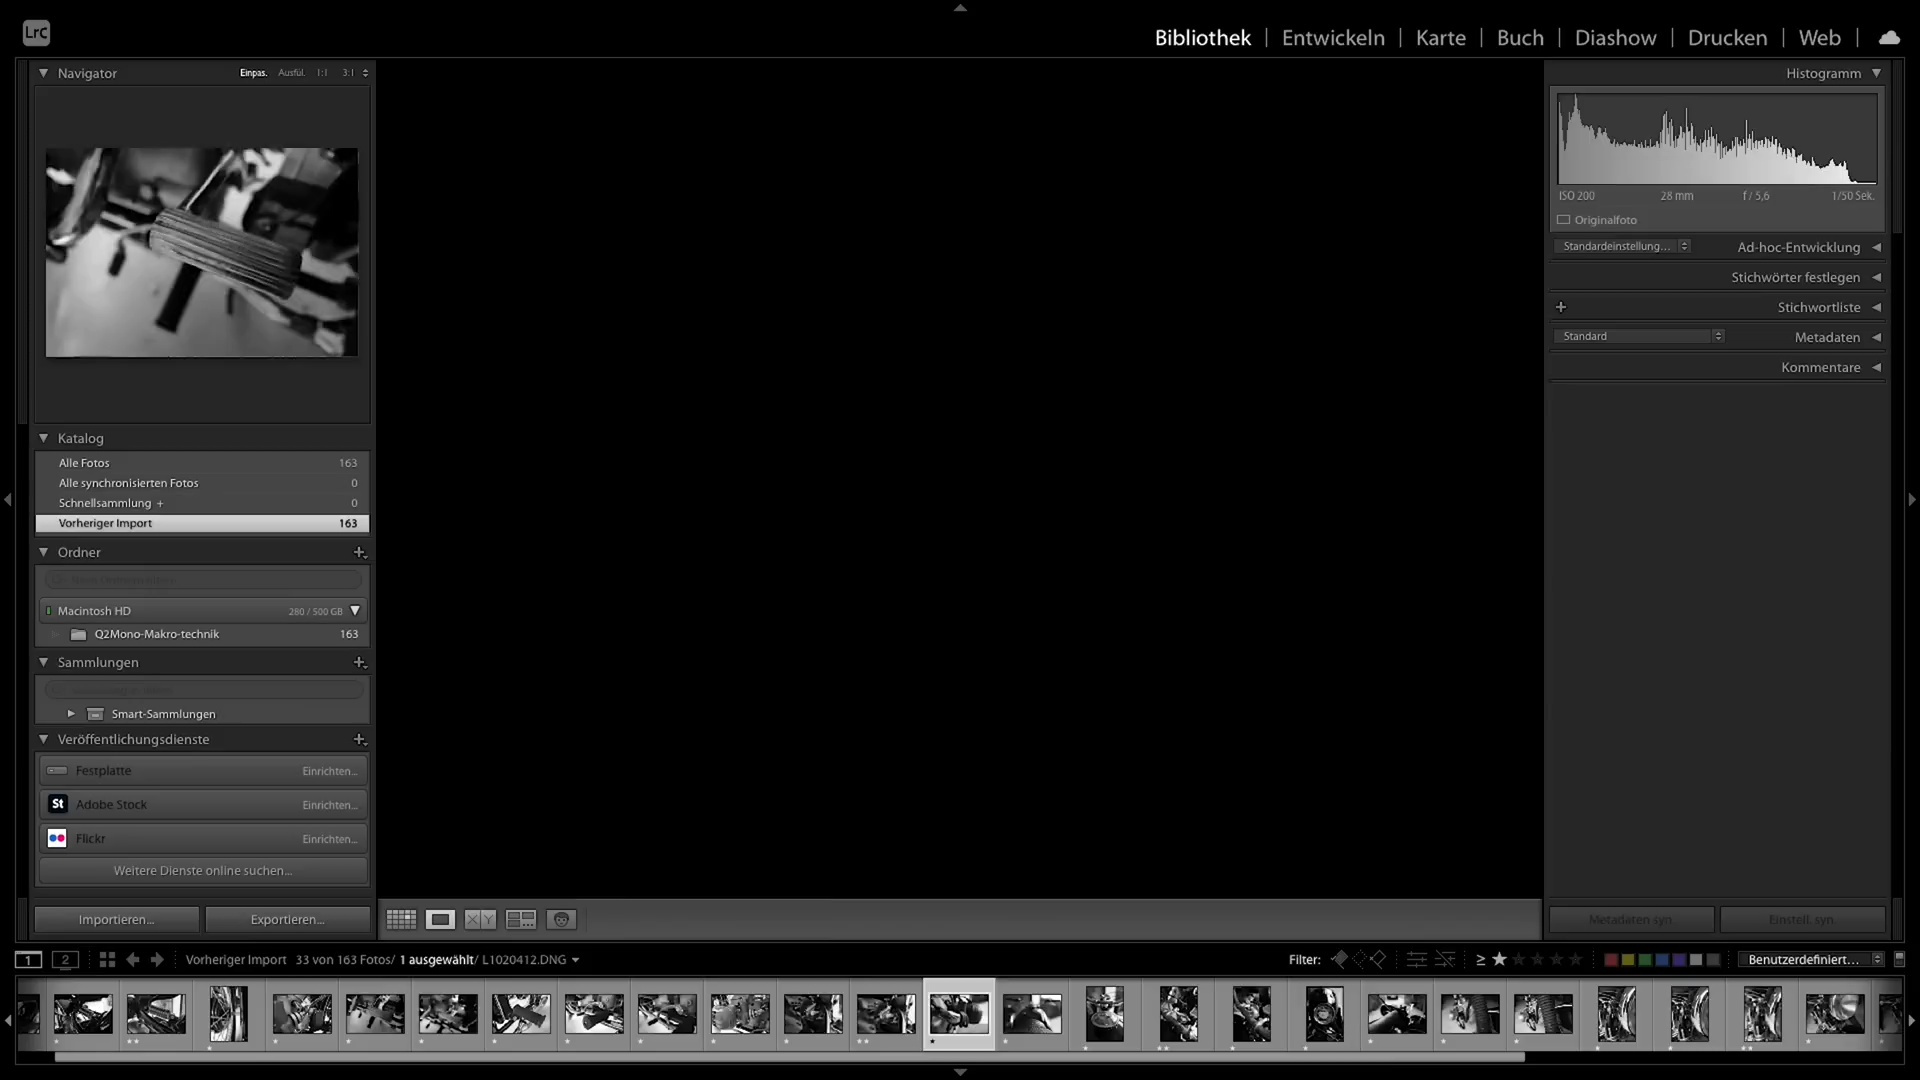 LrC
Bibliothek | Entwickeln | Karte | Buch | Diashow | Drucken | Web |
Navigator Einpas. Ausfül. 1:1 3:1
Histogramm
ISO 200 28 mm f / 5,6 1/50 Sek.
Originalfoto
Standardeinstellung... Ad-hoc-Entwicklung
Stichwörter festlegen
+ Stichwortliste
Standard Metadaten
Kommentare
Katalog
Alle Fotos 163
Alle synchronisierten Fotos 0
Schnellsammlung + 0
Vorheriger Import 163
Ordner
Macintosh HD 280 / 500 GB
Q2Mono-Makro-technik 163
Sammlungen
Smart-Sammlungen
Veröffentlichungsdienste
Festplatte Einrichten...
St Adobe Stock Einrichten...
Flickr Einrichten...
Weitere Dienste online suchen...
Importieren... Exportieren...
X Y
Metadaten syn. Einstell. syn.
1 2 Vorheriger Import 33 von 163 Fotos/ 1 ausgewählt/ L1020412.DNG
Filter: ≥ Benutzerdefiniert...